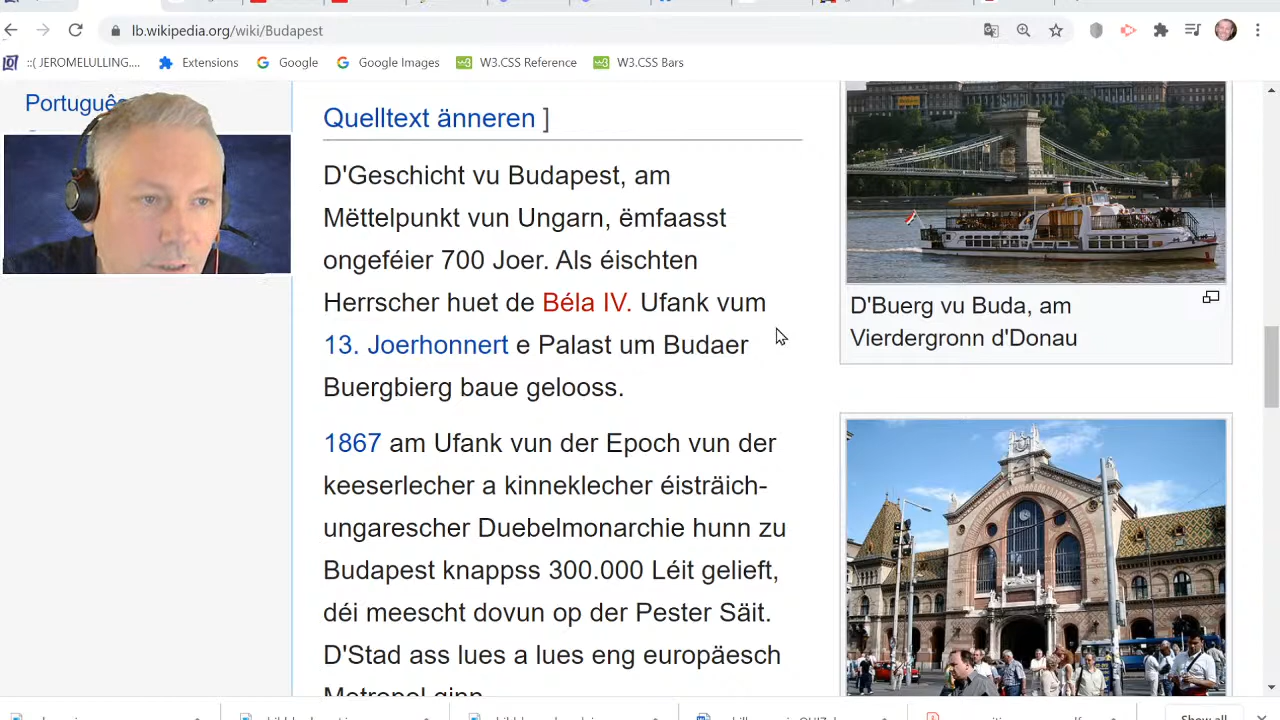 lb.wikipedia.org/wiki/Budapest
::( JEROMELULLING....
Extensions
Google
Google Images
W3.CSS Reference
W3.CSS Bars
Português
Quelltext änneren ]
D'Geschicht vu Budapest, am
Mëttelpunkt vun Ungarn, ëmfaasst
ongeféier 700 Joer. Als éischten
Herrscher huet de Béla IV. Ufank vum
13. Joerhonnert e Palast um Budaer
Buergbierg baue gelooss.
1867 am Ufank vun der Epoch vun der
keeserlecher a kinneklecher éisträich-
ungarescher Duebelmonarchie hunn zu
Budapest knappss 300.000 Léit gelieft,
déi meescht dovun op der Pester Säit.
D'Stad ass lues a lues eng europäesch
Metropol ginn
D'Buerg vu Buda, am
Vierdergronn d'Donau
Show all